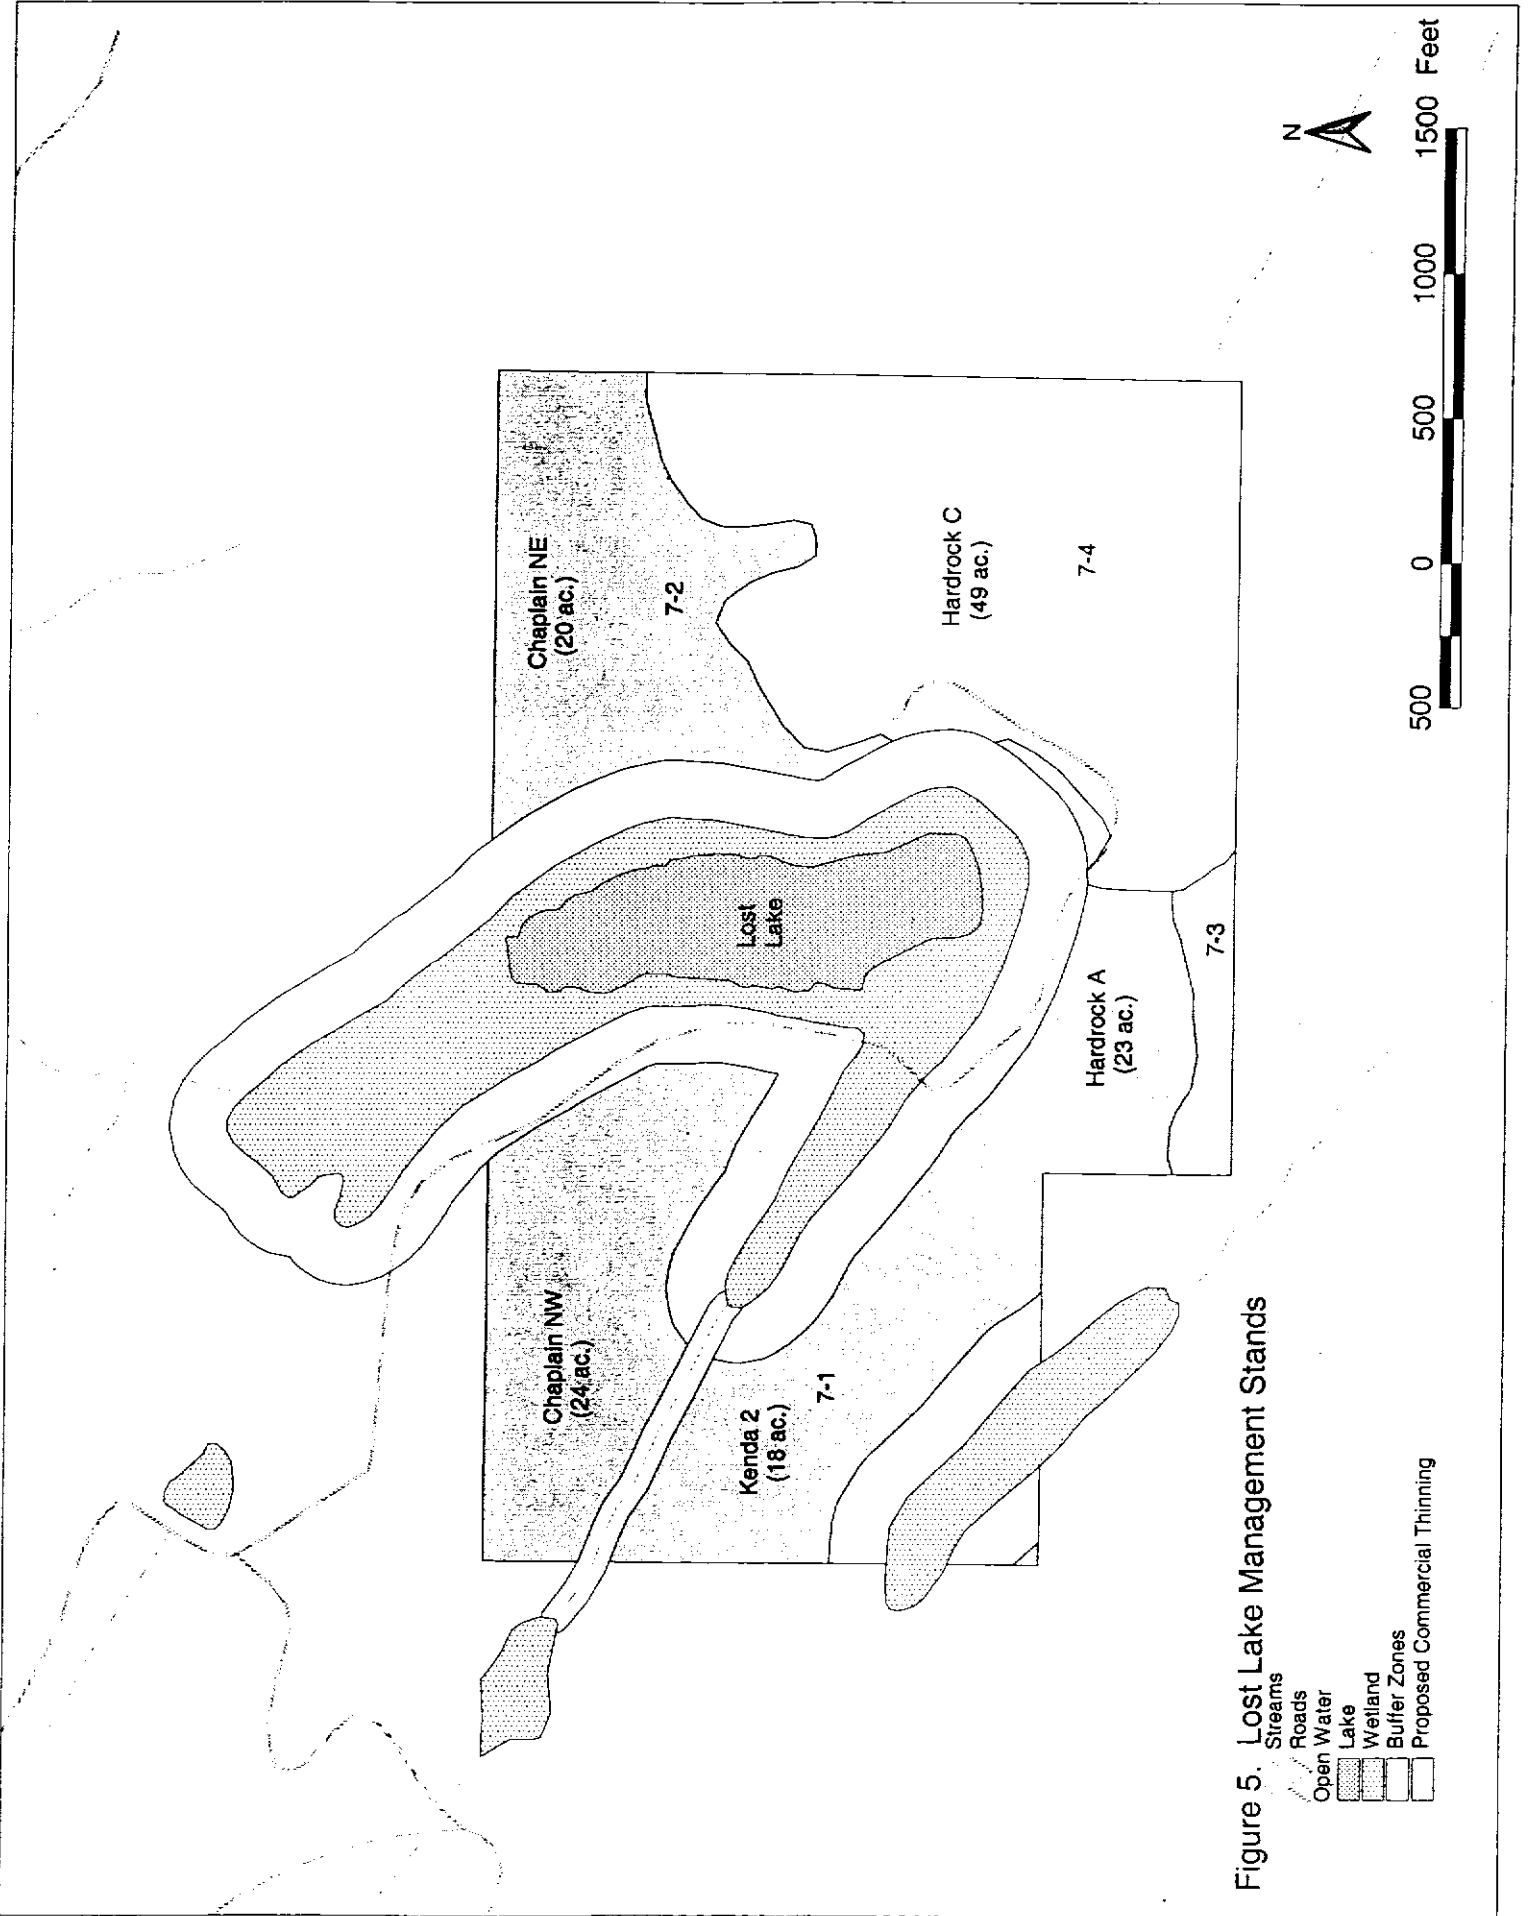 Chaplain NW
(24 ac.)
Chaplain NE
(20 ac.)
7-2
Lost
Lake
Kenda 2
(18 ac.)
7-1
Hardrock C
(49 ac.)
7-4
Hardrock A
(23 ac.)
7-3
N
Figure 5. Lost Lake Management Stands
Streams
Roads
Open Water
Lake
Wetland
Buffer Zones
Proposed Commercial Thinning
500 0 500 1000 1500 Feet